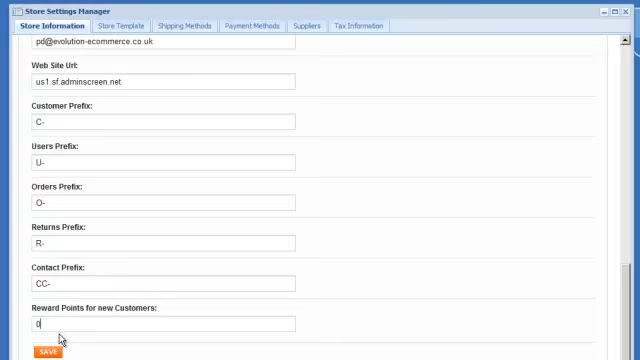 Store Settings Manager
Store Information Store Template Shipping Methods Payment Methods Suppliers Tax Information
pd@evolution-ecommerce.co.uk
Web Site Url:
us1.sf.adminscreen.net
Customer Prefix:
C-
Users Prefix:
U-
Orders Prefix:
O-
Returns Prefix:
R-
Contact Prefix:
CC-
Reward Points for new Customers:
0
SAVE